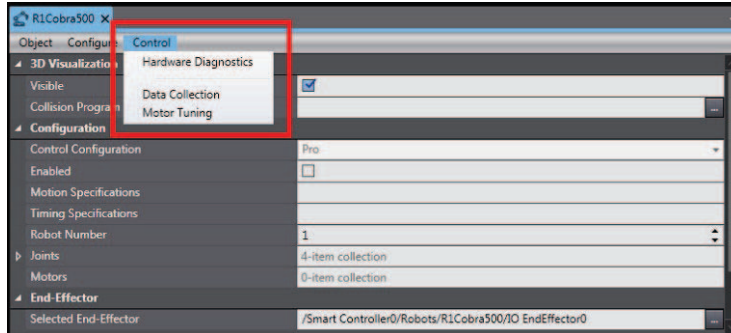 R1Cobra500 ×
Object Configure Control
3D Visualization
Hardware Diagnostics
Visible
Data Collection
Collision Program
Motor Tuning
...
Configuration
Control Configuration Pro
Enabled
Motion Specifications
Timing Specifications
Robot Number 1
Joints 4-item collection
Motors 0-item collection
End-Effector
Selected End-Effector /Smart Controller0/Robots/R1Cobra500/IO EndEffector0 ...